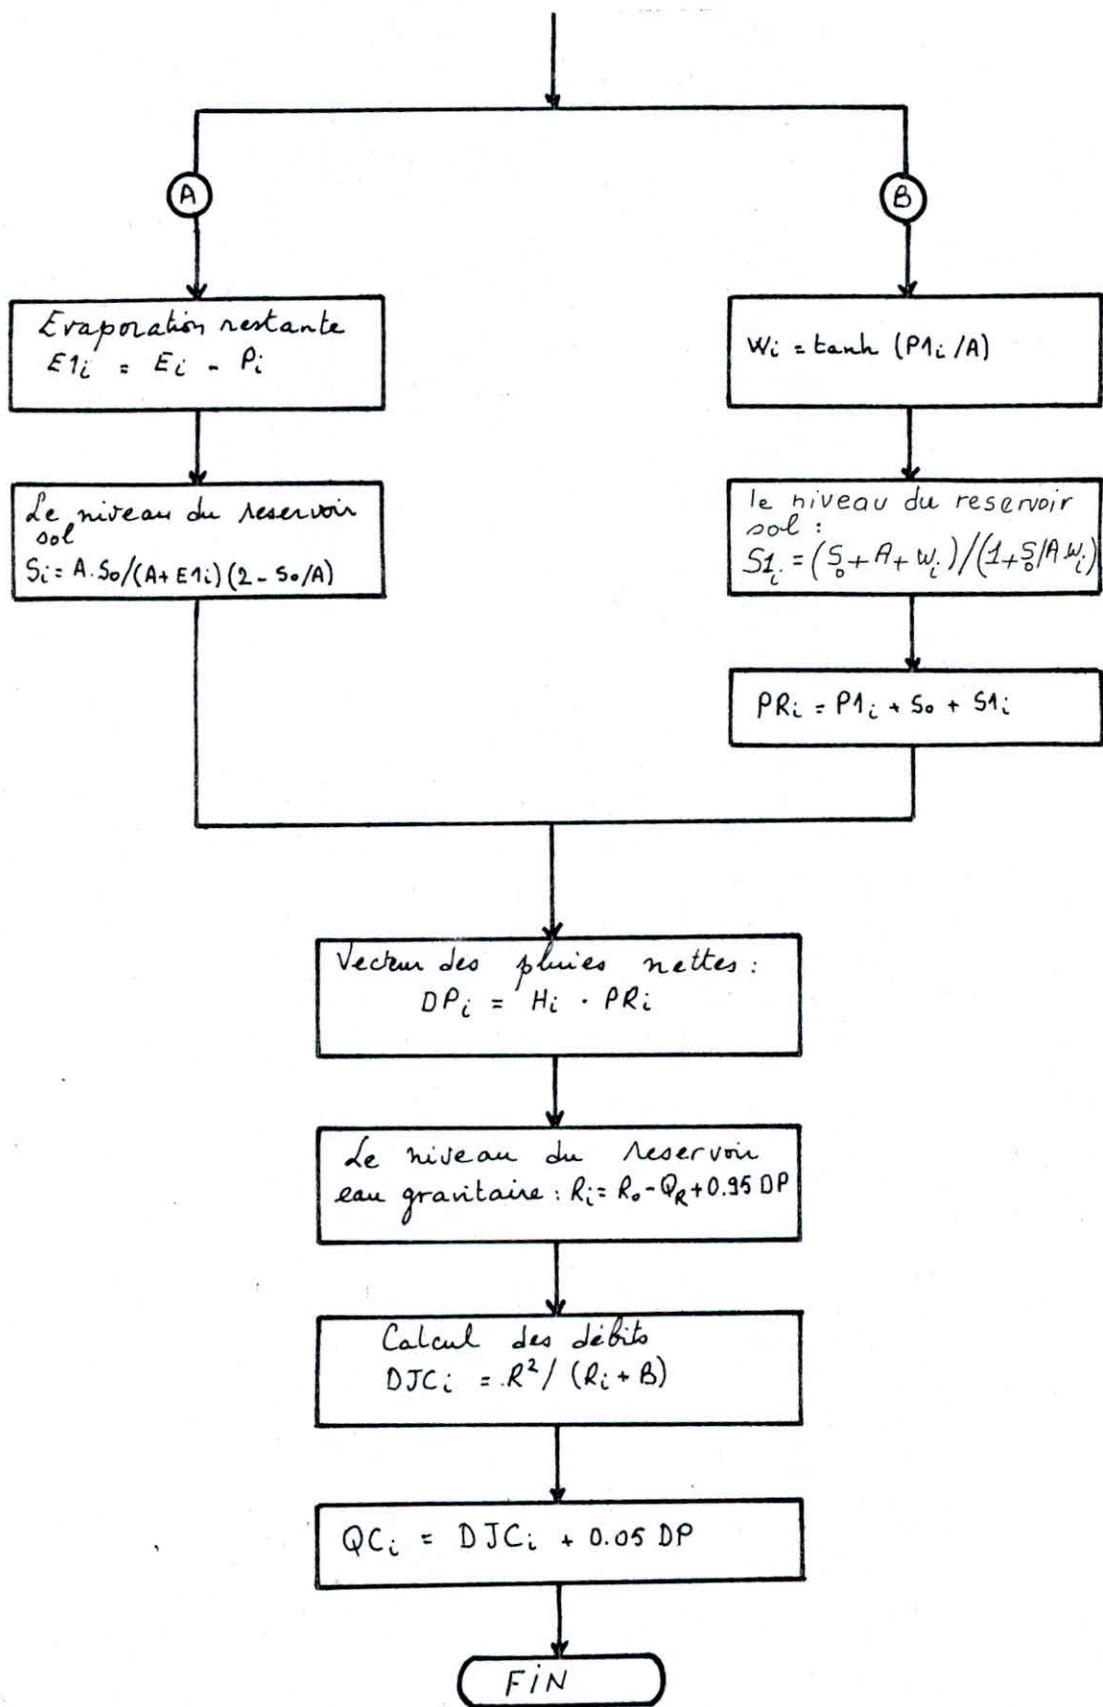 A
B
Evaporation restante
E1i = Ei - Pi
Le niveau du reservoir
sol
Si = A.So/(A+E1i)(2-So/A)
Wi = tanh (P1i/A)
le niveau du reservoir
sol :
S1i = (So+A+Wi)/(1+So/A.Wi)
PRi = P1i + So + S1i
Vecteur des pluies nettes :
DPi = Hi . PRi
Le niveau du reservoir
eau gravitaire : Ri = Ro - QR + 0.95 DP
Calcul des débits
DJCi = .R²/ (Ri + B)
QCi = DJCi + 0.05 DP
FiN